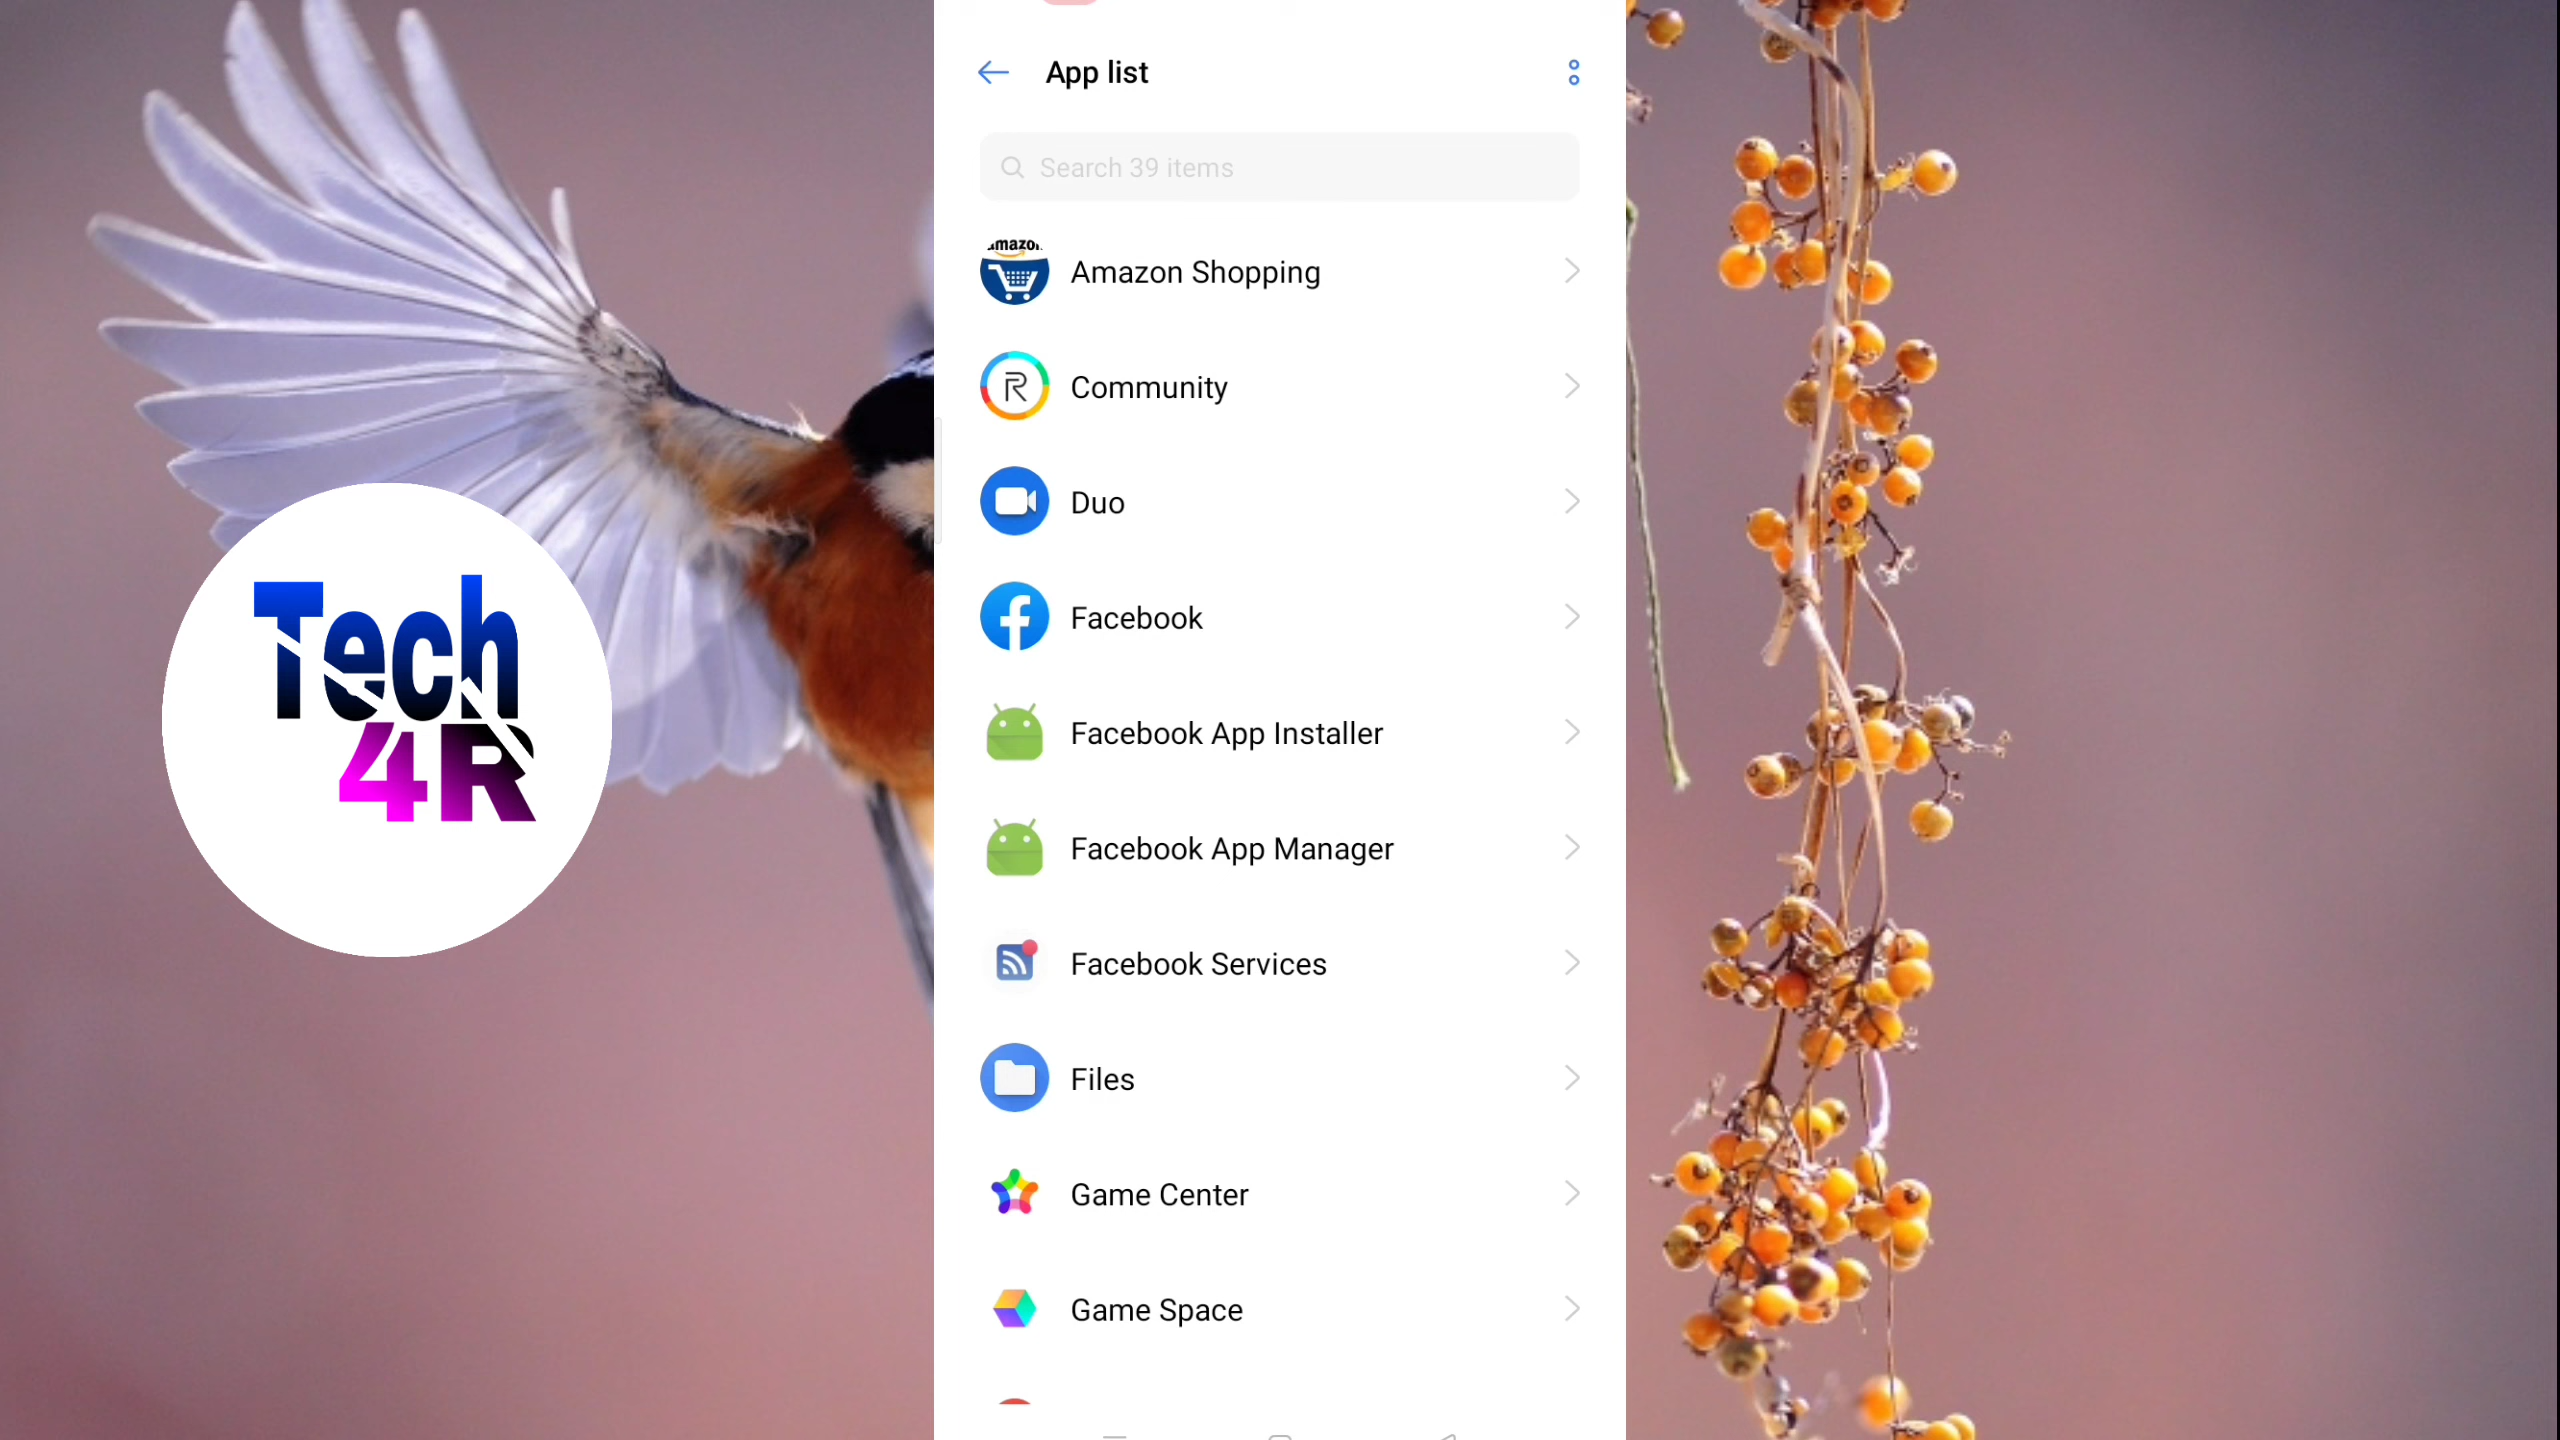 App list
Search 39 items
amazon
Amazon Shopping
Community
Duo
Facebook
Facebook App Installer
Facebook App Manager
Facebook Services
Files
Game Center
Game Space
Tech
4R